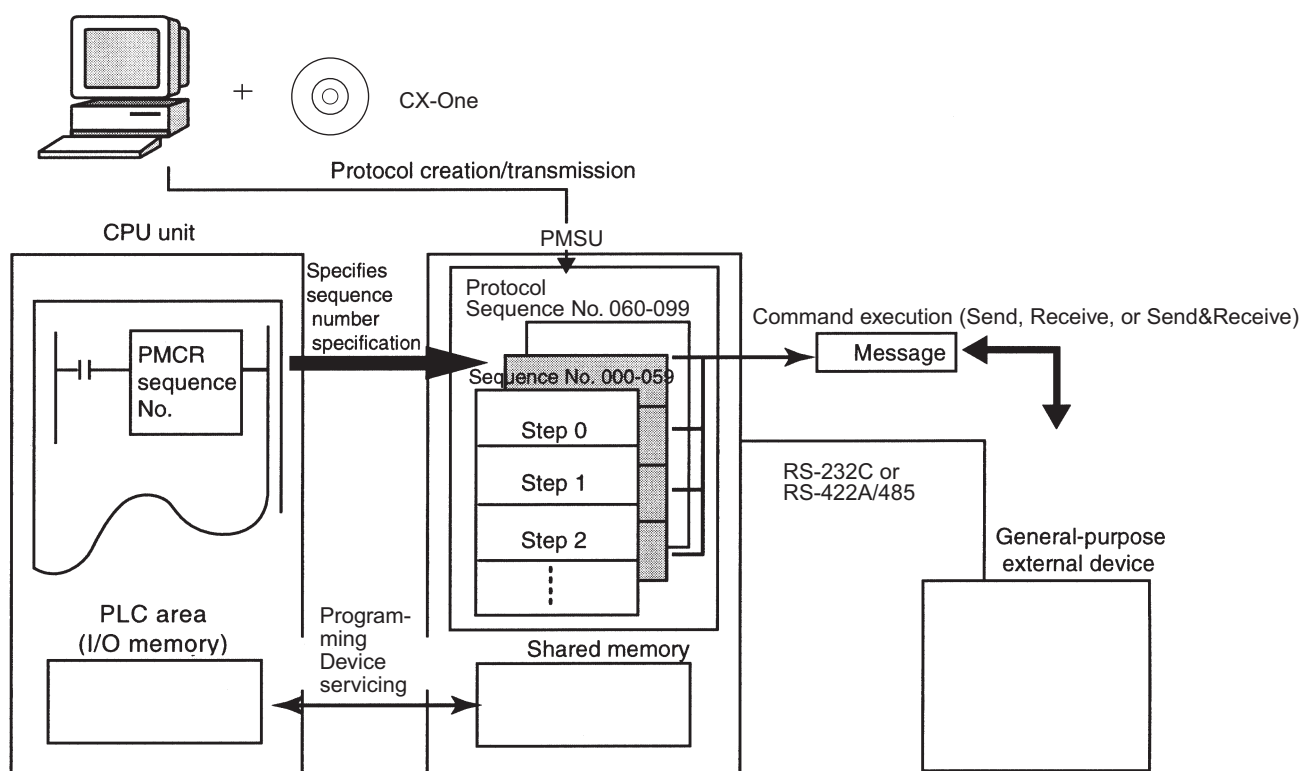 CX-One
Protocol creation/transmission
CPU unit
PMSU
Specifies
sequence
number
specification
Protocol
Sequence No. 060-099
Command execution (Send, Receive, or Send&Receive)
Message
PMCR
sequence
No.
Sequence No. 000-059
Step 0
Step 1
Step 2
RS-232C or
RS-422A/485
General-purpose
external device
PLC area
(I/O memory)
Program-
ming
Device
servicing
Shared memory